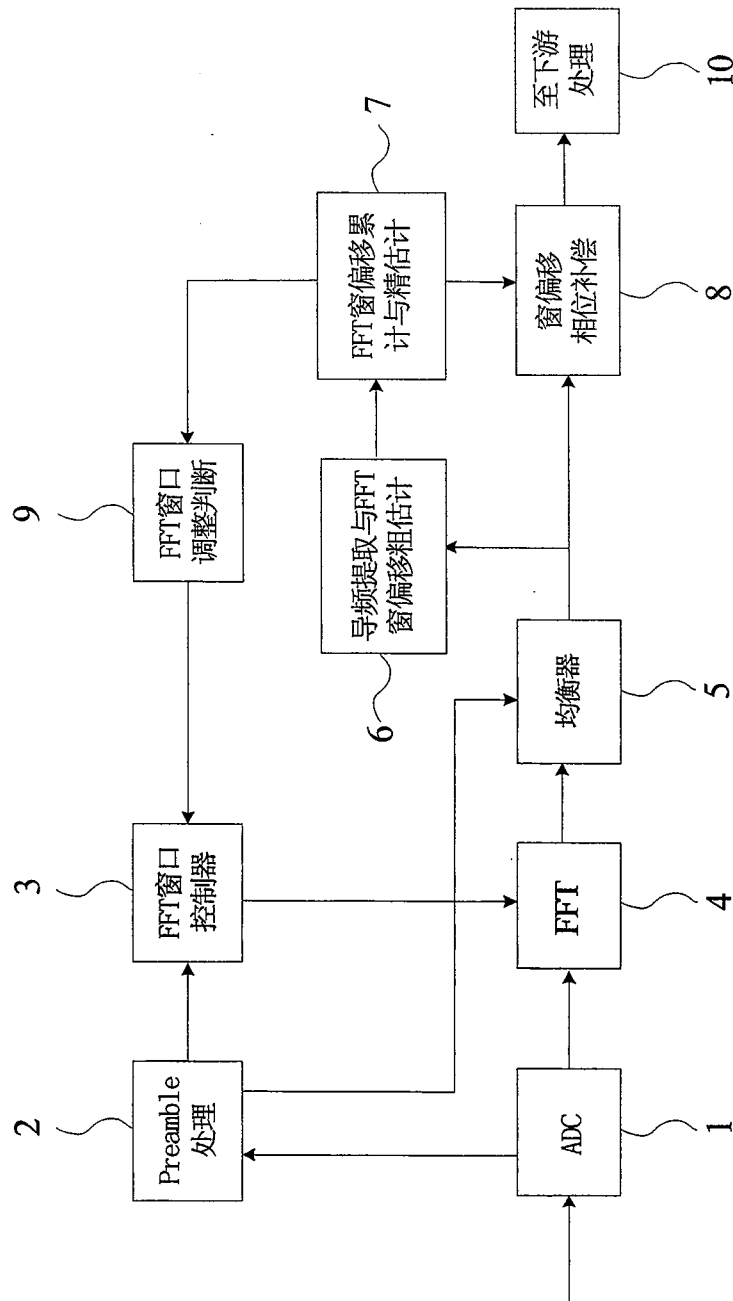 9
7
3
2
FFT窗口
调整判断
FFT窗偏移累
计与精估计
FFT窗口
控制器
Preamble
处理
导频提取与FFT
窗偏移粗估计
6
至下游
处理
窗偏移
相位补偿
均衡器
FFT
ADC
10
8
5
4
1